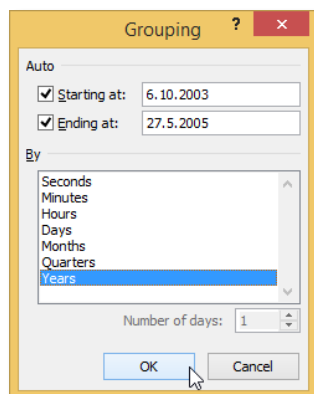 Grouping ? ×
Auto
Starting at: 6.10.2003
Ending at: 27.5.2005
By
Seconds
Minutes
Hours
Days
Months
Quarters
Years
Number of days: 1
OK Cancel